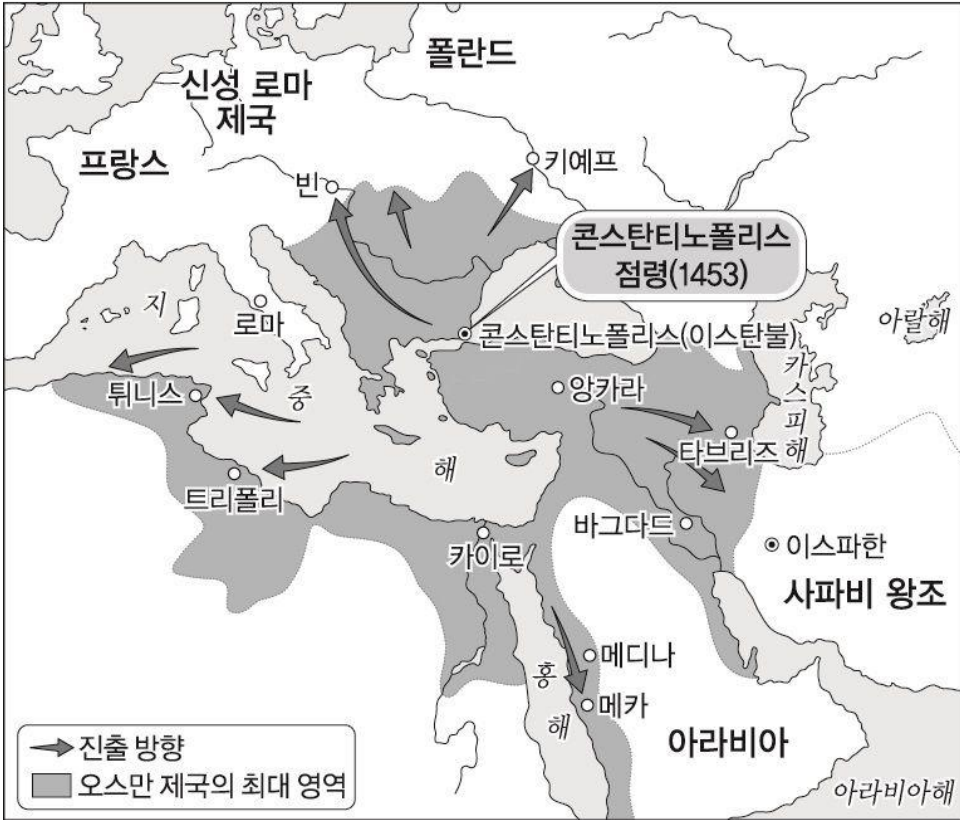 폴란드
신성 로마
제국
프랑스
키예프
빈
콘스탄티노폴리스
점령(1453)
지
로마
콘스탄티노폴리스(이스탄불)
아랄해
카
스
피
해
튀니스
중
앙카라
타브리즈
해
트리폴리
바그다드
카이로
이스파한
사파비 왕조
메디나
홍
메카
해
아라비아
진출 방향
오스만 제국의 최대 영역
아라비아해